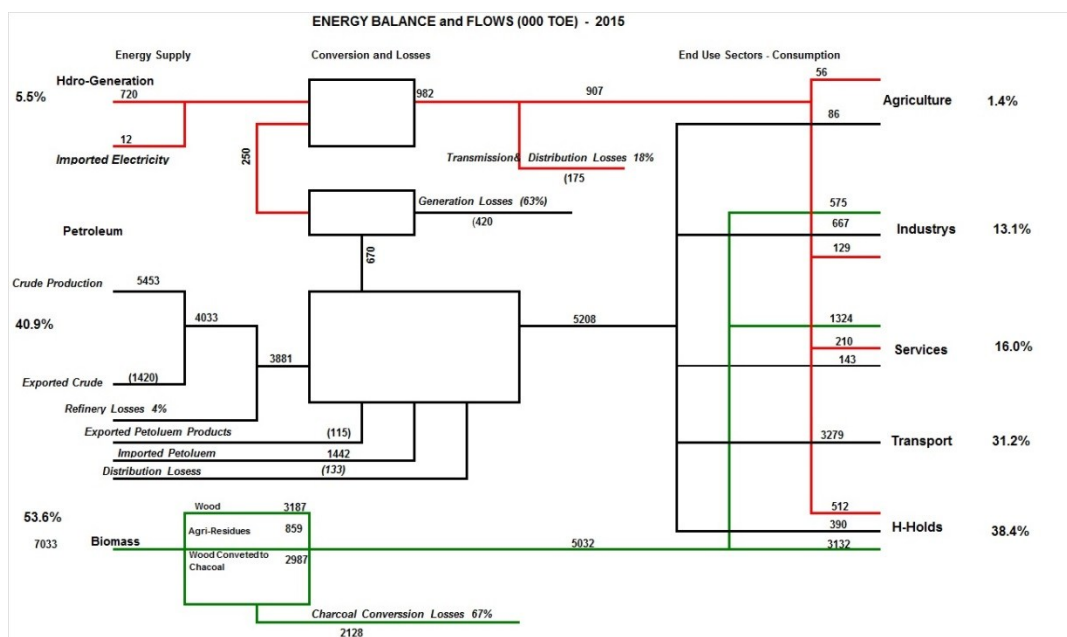 ENERGY BALANCE and FLOWS (000 TOE) - 2015
Energy Supply
Conversion and Losses
End Use Sectors - Consumption
Hdro-Generation
5.5%
720
982
907
56
Agriculture
1.4%
86
12
Imported Electricity
250
Transmission& Distribution Losses 18%
(175
Generation Losses (63%)
(420
575
667
Industrys
13.1%
129
Petroleum
670
Crude Production
5453
40.9%
4033
5208
1324
210
Services
16.0%
143
3881
Exported Crude
(1420)
Refinery Losses 4%
Exported Petoluem Products
(115)
Imported Petoluem
1442
Distribution Losess
(133)
3279
Transport
31.2%
53.6%
Wood
3187
512
390
H-Holds
38.4%
7033
Biomass
Agri-Residues
859
Wood Conveted to
Chacoal
2987
5032
3132
Charcoal Converssion Losses 67%
2128